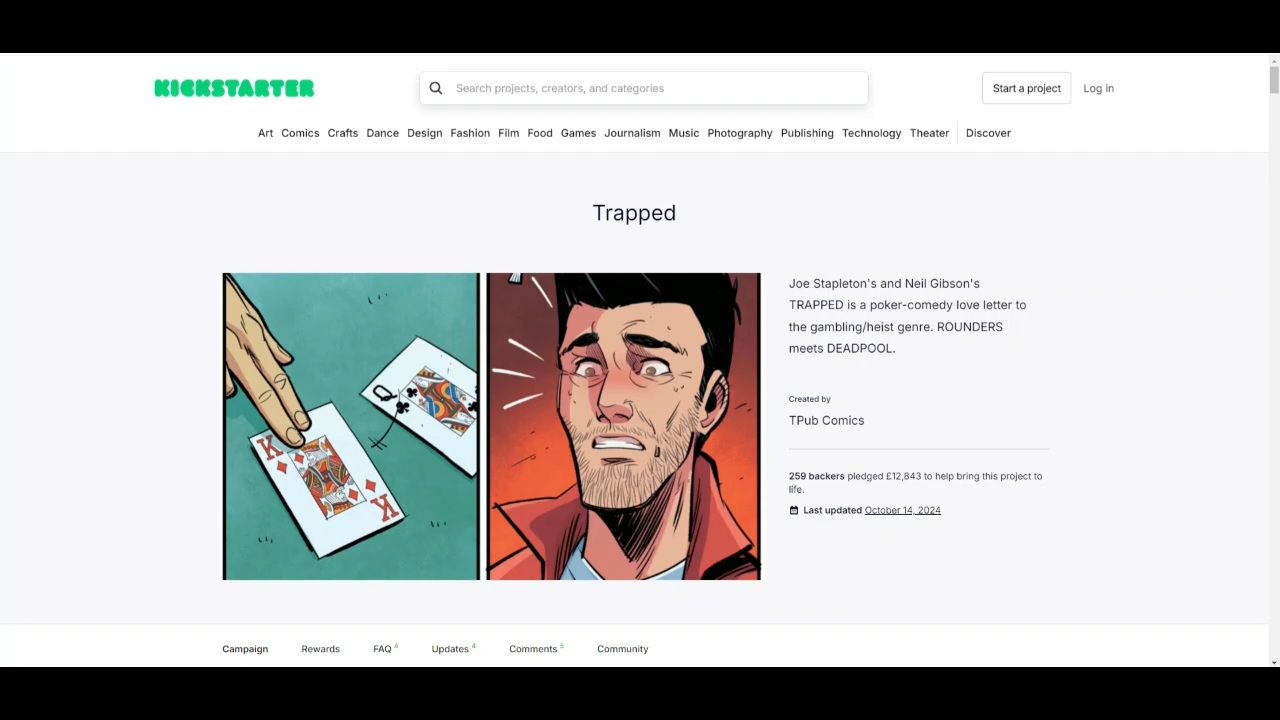 KICKSTARTER
Search projects, creators, and categories
Start a project
Log in
Art Comics Crafts Dance Design Fashion Film Food Games Journalism Music Photography Publishing Technology Theater Discover
Trapped
Q
K
K
Joe Stapleton's and Neil Gibson's
TRAPPED is a poker-comedy love letter to
the gambling/heist genre. ROUNDERS
meets DEADPOOL.
Created by
TPub Comics
259 backers pledged £12,843 to help bring this project to
life.
Last updated October 14, 2024
Campaign Rewards FAQ 4 Updates 4 Comments 5 Community